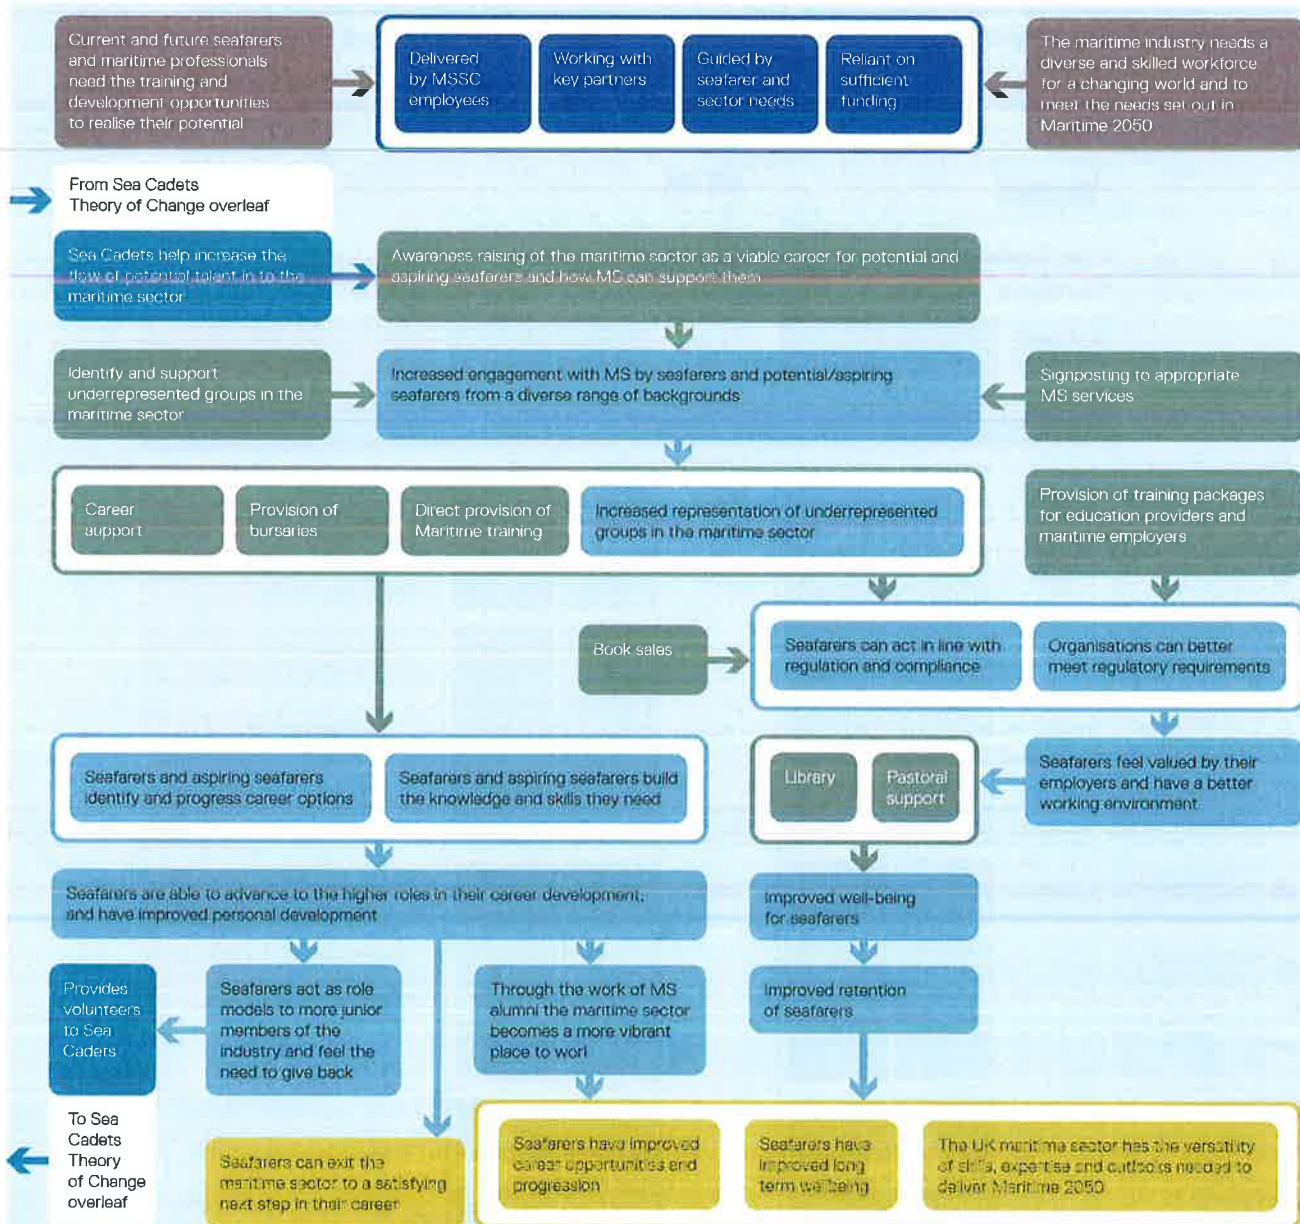 Current and future seafarers
and maritime professionals
need the training and
development opportunities
to realise their potential
Delivered
by MSSC
employees
Working with
key partners
Guided by
seafarer and
sector needs
Reliant on
sufficient
funding
The maritime industry needs a
diverse and skilled workforce
for a changing world and to
meet the needs set out in
Maritime 2050
From Sea Cadets
Theory of Change overleaf
Sea Cadets help increase the
flow of potential talent in to the
maritime sector
Awareness raising of the maritime sector as a viable career for potential and
aspiring seafarers and how MS can support them
Identify and support
underrepresented groups in the
maritime sector
Increased engagement with MS by seafarers and potential/aspiring
seafarers from a diverse range of backgrounds
Signposting to appropriate
MS services
Career
support
Provision of
bursaries
Direct provision of
Maritime training
Increased representation of underrepresented
groups in the maritime sector
Provision of training packages
for education providers and
maritime employers
Book sales
Seafarers can act in line with
regulation and compliance
Organisations can better
meet regulatory requirements
Seafarers and aspiring seafarers
identify and progress career options
Seafarers and aspiring seafarers build
the knowledge and skills they need
Library
Pastoral
support
Seafarers feel valued by their
employers and have a better
working environment
Seafarers are able to advance to the higher roles in their career development,
and have improved personal development
Improved well-being
for seafarers
Provides
volunteers
to Sea
Caders
Seafarers act as role
models to more junior
members of the
industry and feel the
need to give back
Through the work of MS
alumni the maritime sector
becomes a more vibrant
place to worl
Improved retention
of seafarers
To Sea
Cadets
Theory
of Change
overleaf
Seafarers can exit the
maritime sector to a satisfying
next step in their career
Seafarers have improved
career opportunities and
progression
Seafarers have
improved long
term wellbeing
The UK maritime sector has the versatility
of skills, expertise and outlooks needed to
deliver Maritime 2050